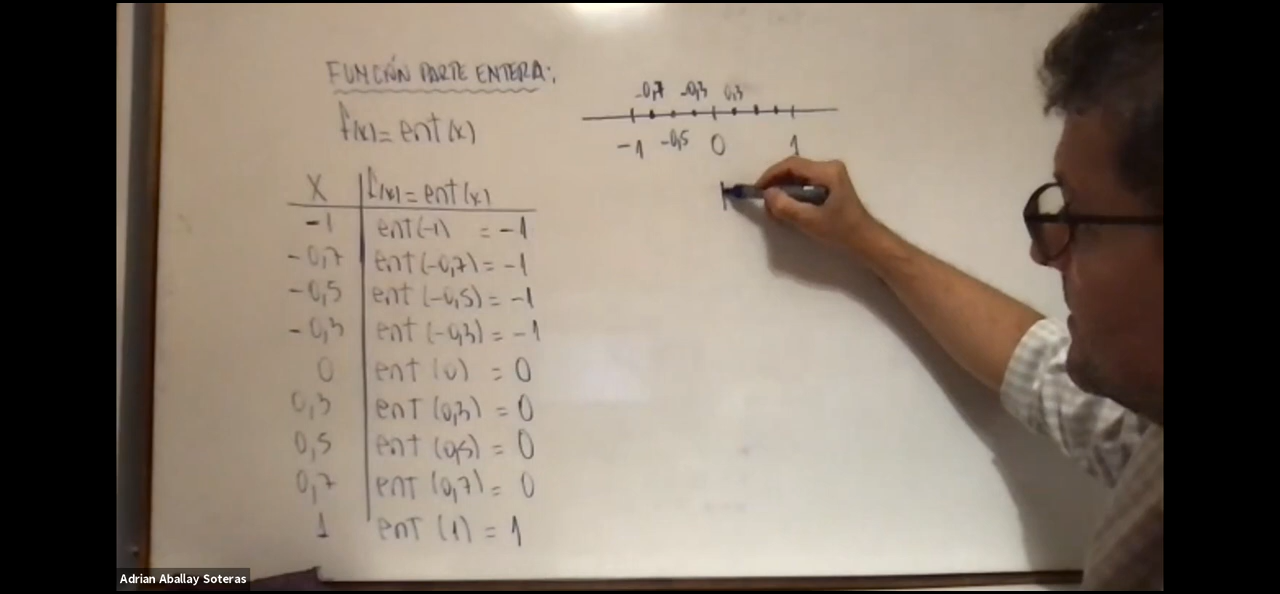 FUNCIÓN PARTE ENTERA:
f(x) = ent(x)
x f(x) = ent(x)
-1 ent(-1) = -1
-0,7 ent(-0,7) = -1
-0,5 ent(-0,5) = -1
-0,3 ent(-0,3) = -1
0 ent(0) = 0
0,3 ent(0,3) = 0
0,5 ent(0,5) = 0
0,7 ent(0,7) = 0
1 ent(1) = 1
-0,7 -0,3 0,3
-1 -0,5 0 1
Adrian Aballay Soteras